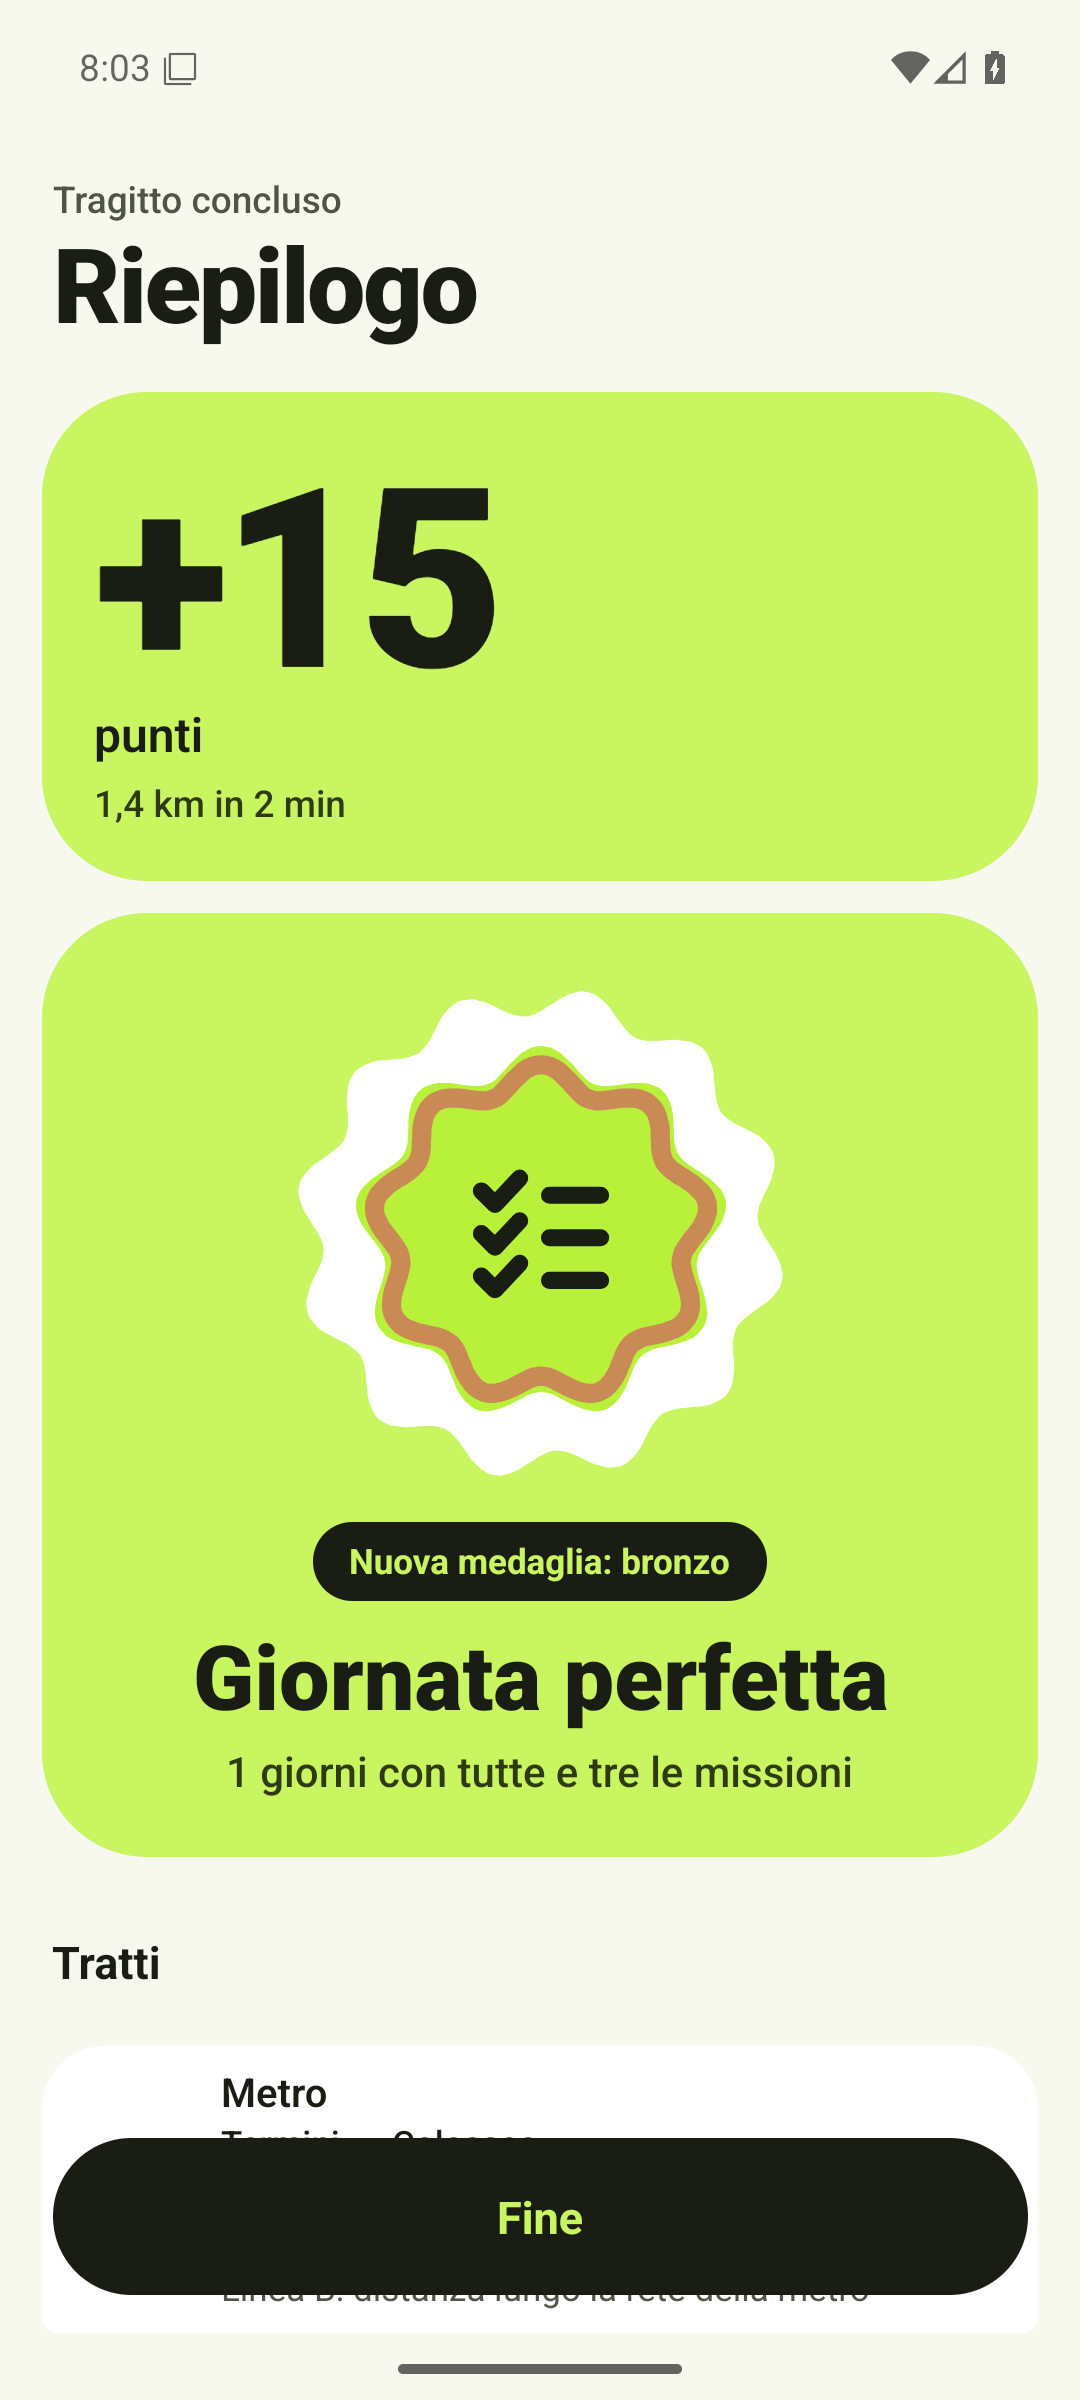 8:03
Tragitto concluso
Riepilogo
+15
punti
1,4 km in 2 min
Nuova medaglia: bronzo
Giornata perfetta
1 giorni con tutte e tre le missioni
Tratti
Metro
Fine